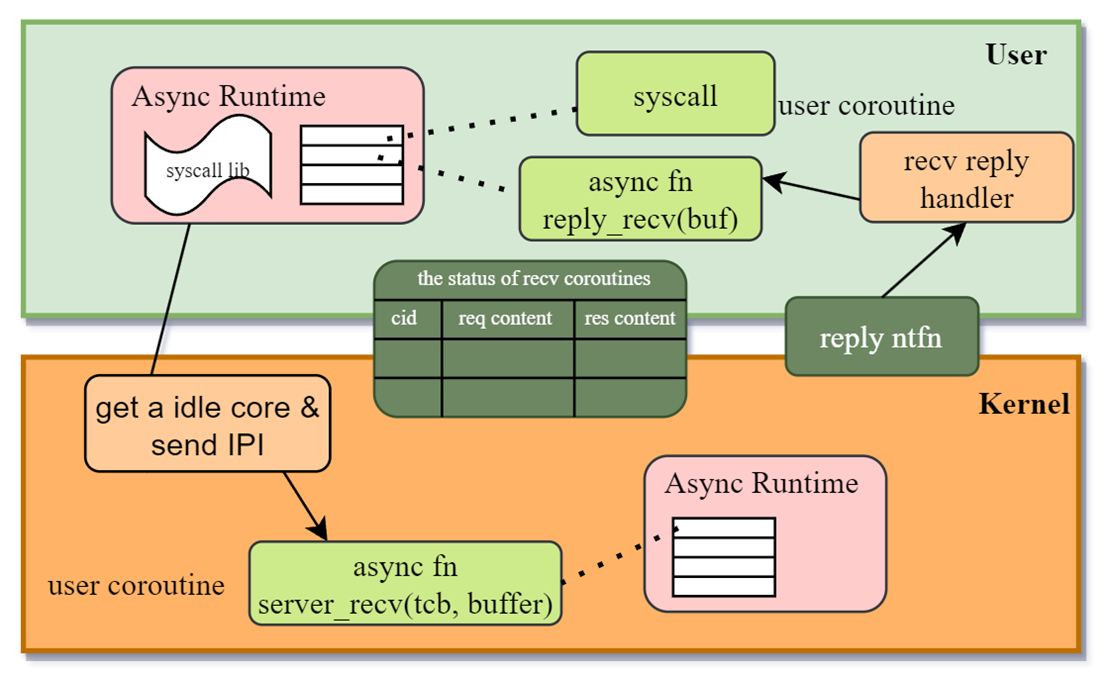 User
Async Runtime
syscall lib
syscall
user coroutine
async fn
reply_recv(buf)
recv reply
handler
the status of recv coroutines
cid
req content
res content
reply ntfn
Kernel
get a idle core &
send IPI
Async Runtime
user coroutine
async fn
server_recv(tcb, buffer)